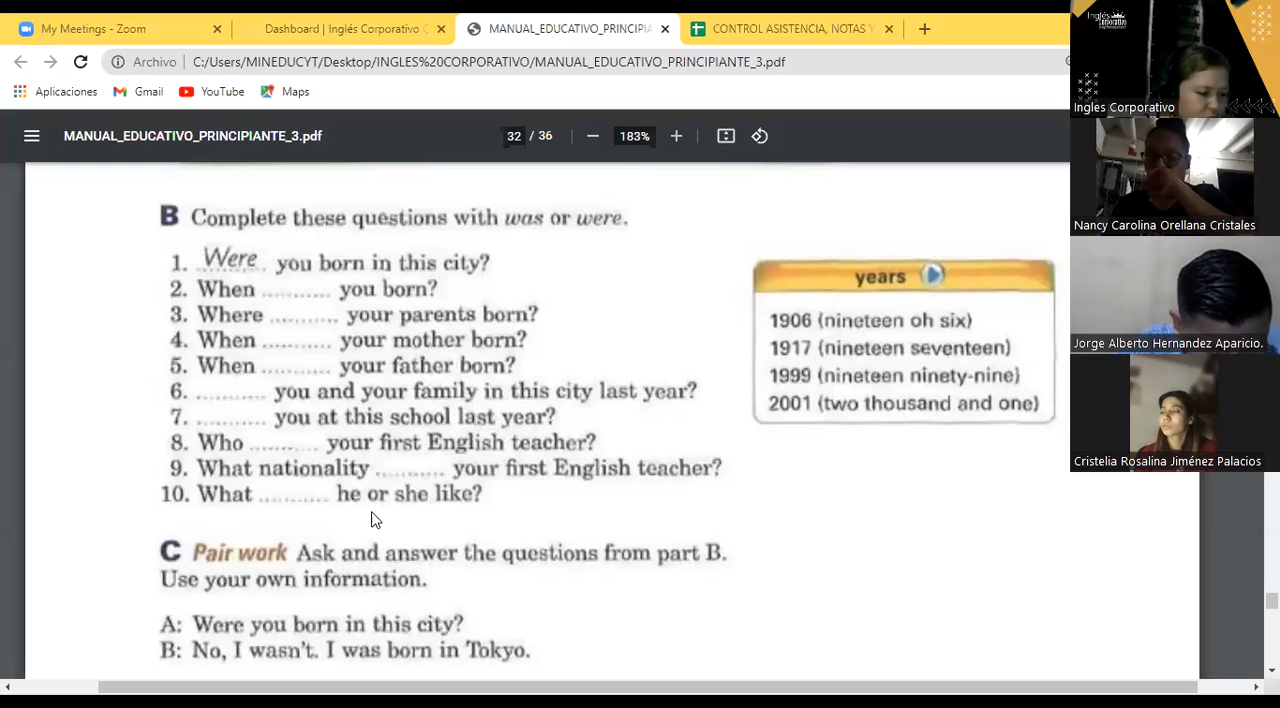 My Meetings - Zoom
Dashboard | Inglés Corporativo
MANUAL_EDUCATIVO_PRINCIPIA
CONTROL ASISTENCIA, NOTAS Y
Archivo
C:/Users/MINEDUCYT/Desktop/INGLES%20CORPORATIVO/MANUAL_EDUCATIVO_PRINCIPIANTE_3.pdf
Aplicaciones
Gmail
YouTube
Maps
MANUAL_EDUCATIVO_PRINCIPIANTE_3.pdf
32 / 36
183%
B Complete these questions with was or were.
1. Were you born in this city?
2. When ........... you born?
3. Where ........... your parents born?
4. When ........... your mother born?
5. When ........... your father born?
6. ........... you and your family in this city last year?
7. ........... you at this school last year?
8. Who ........... your first English teacher?
9. What nationality ........... your first English teacher?
10. What ........... he or she like?
years
1906 (nineteen oh six)
1917 (nineteen seventeen)
1999 (nineteen ninety-nine)
2001 (two thousand and one)
C Pair work Ask and answer the questions from part B.
Use your own information.
A: Were you born in this city?
B: No, I wasn't. I was born in Tokyo.
Inglés
Corporativo
Ingles Corporativo
Nancy Carolina Orellana Cristales
Jorge Alberto Hernandez Aparicio.
Cristelia Rosalina Jiménez Palacios